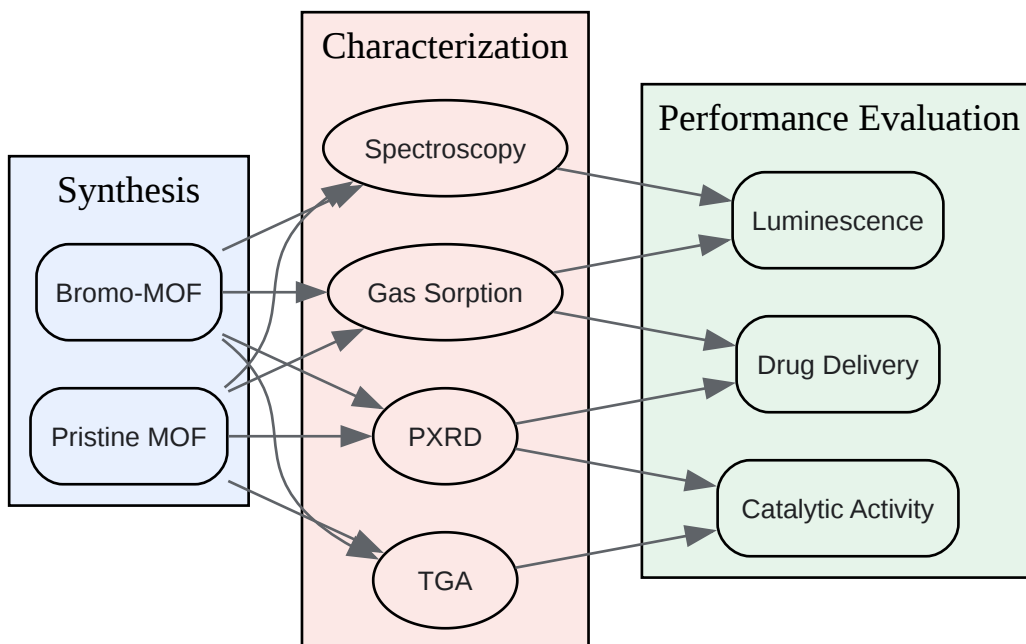 Synthesis
Bromo-MOF
Pristine MOF
Characterization
Spectroscopy
Gas Sorption
PXRD
TGA
Performance Evaluation
Luminescence
Drug Delivery
Catalytic Activity